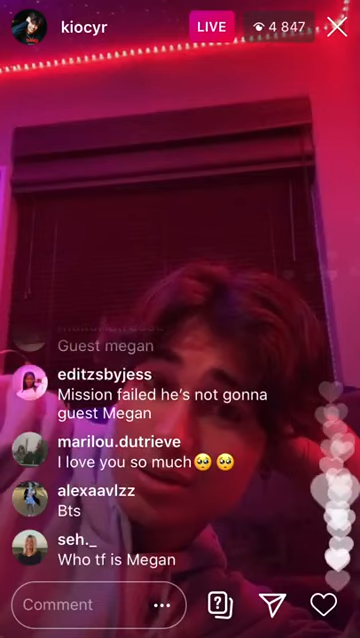 kiocyr
LIVE
4 847
Guest megan
editzsbyjess
Mission failed he's not gonna
guest Megan
marilou.dutrieve
I love you so much🥺🥺
alexaavlzz
Bts
seh._
Who tf is Megan
Comment